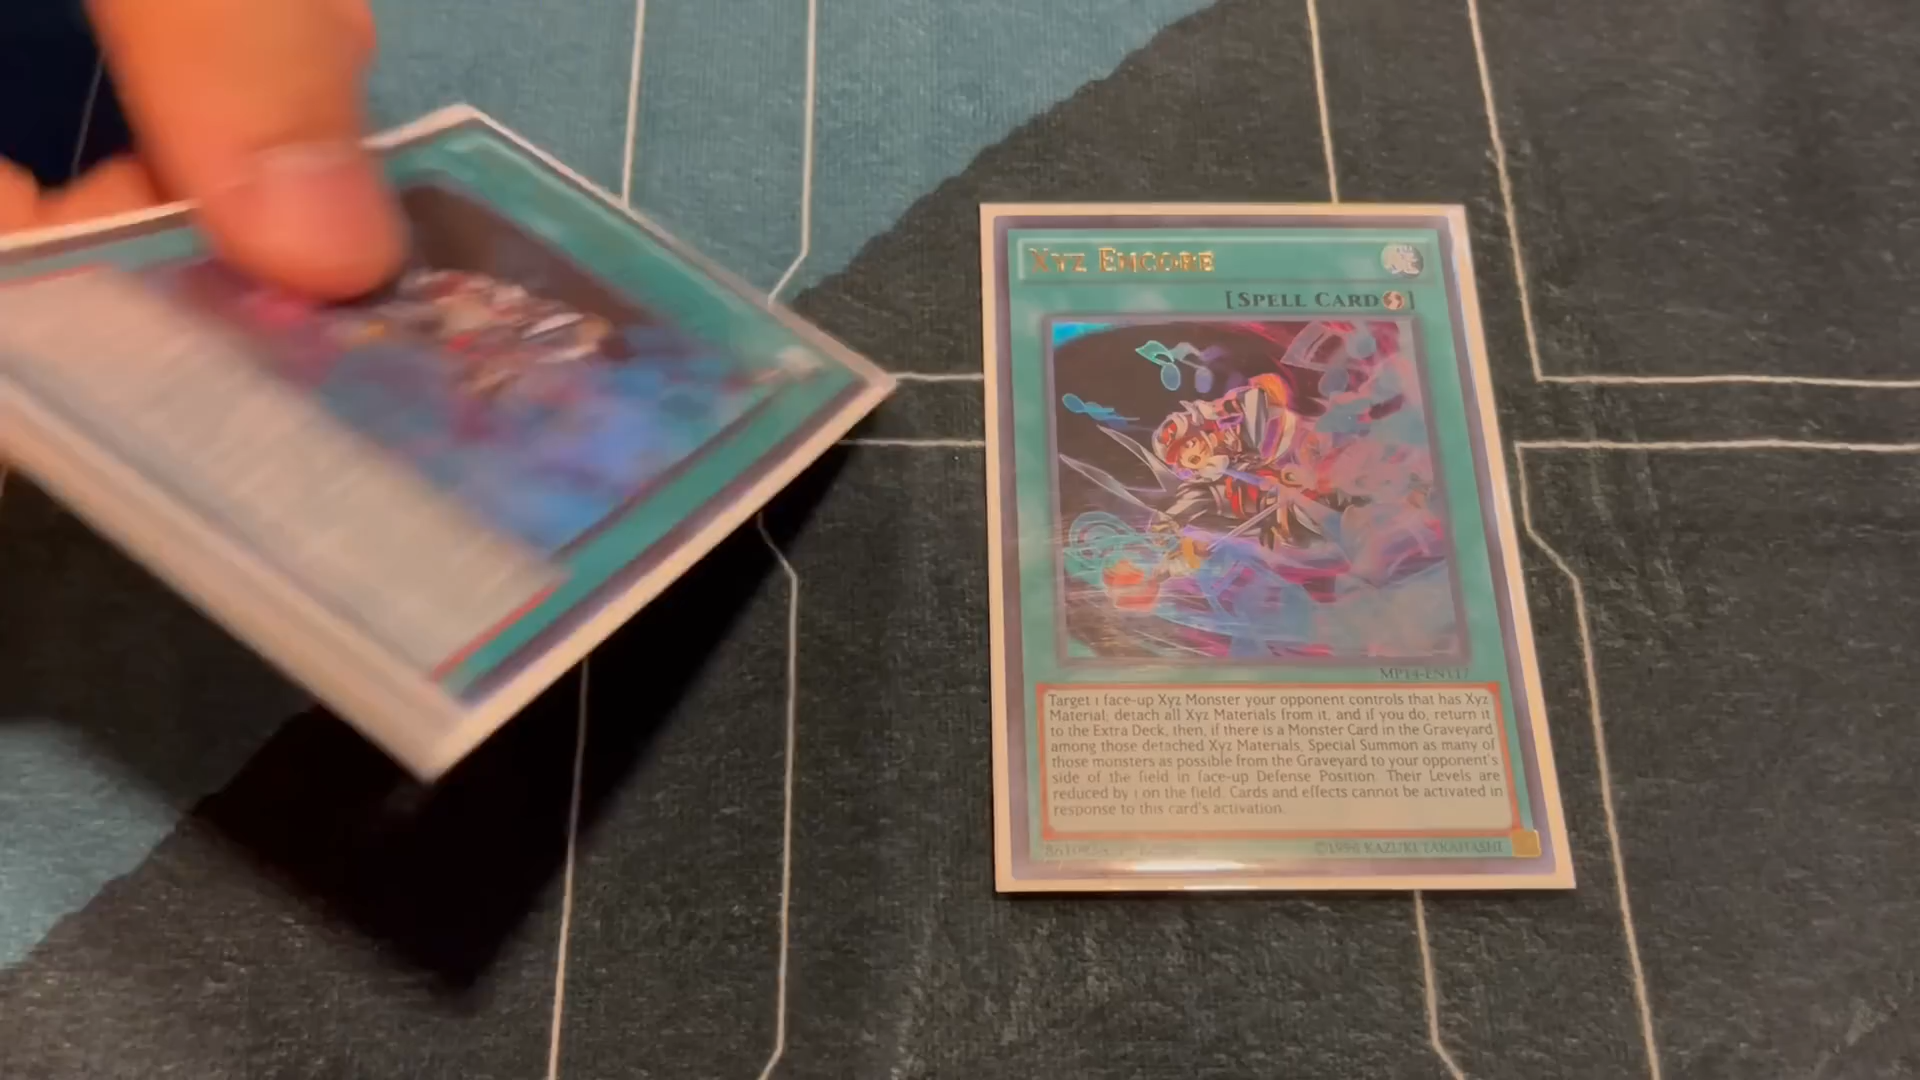 Xyz Encore
[Spell Card]
MP14-EN117
Target 1 face-up Xyz Monster your opponent controls that has Xyz
Material; detach all Xyz Materials from it, and if you do, return it
to the Extra Deck, then, if there is a Monster Card in the Graveyard
among those detached Xyz Materials, Special Summon as many of
those monsters as possible from the Graveyard to your opponent's
side of the field in face-up Defense Position. Their Levels are
reduced by 1 on the field. Cards and effects cannot be activated in
response to this card's activation.
©1996 KAZUKI TAKAHASHI